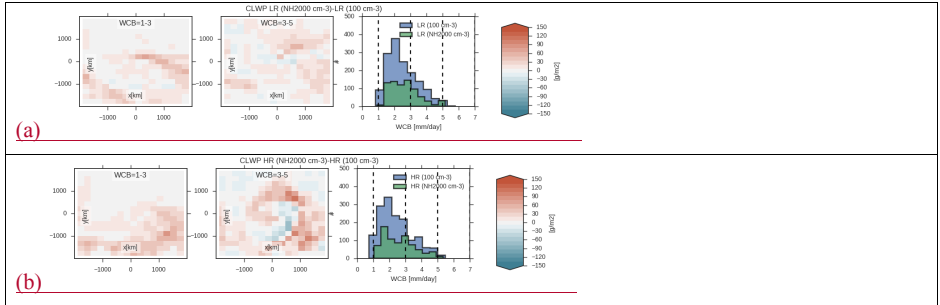 CLWP LR (NH2000 cm-3)-LR (100 cm-3)
WCB=1-3
WCB=3-5
1000
0
−1000
y[km]
x[km]
−1000 0 1000
y[km]
x[km]
−1000 0 1000
500
400
300
200
100
0
#
LR (100 cm-3)
LR (NH2000 cm-3)
0 1 2 3 4 5 6 7
WCB [mm/day]
150
120
90
60
30
0
−30
−60
−90
−120
−150
[g/m2]
(a)
CLWP HR (NH2000 cm-3)-HR (100 cm-3)
WCB=1-3
WCB=3-5
1000
0
−1000
y[km]
x[km]
−1000 0 1000
y[km]
x[km]
−1000 0 1000
500
400
300
200
100
0
#
HR (100 cm-3)
HR (NH2000 cm-3)
0 1 2 3 4 5 6 7
WCB [mm/day]
150
120
90
60
30
0
−30
−60
−90
−120
−150
[g/m2]
(b)